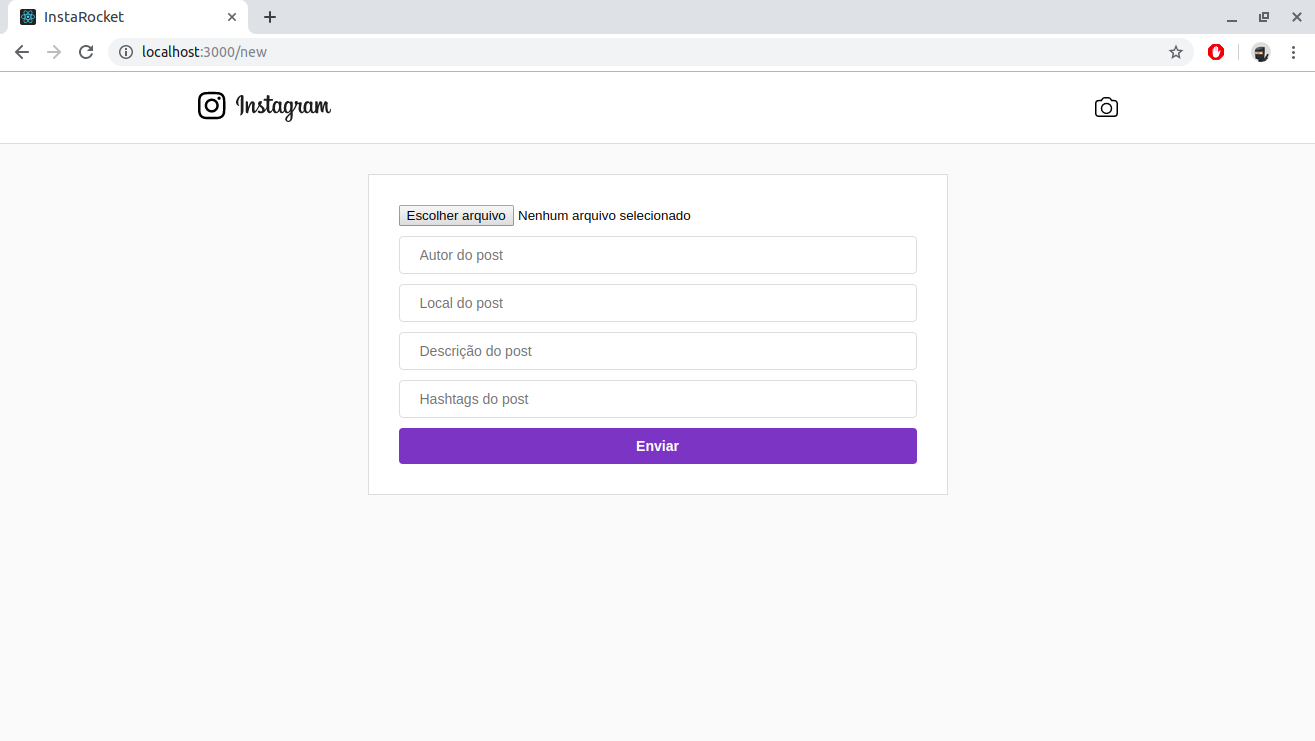 InstaRocket
localhost:3000/new
Instagram
Escolher arquivo Nenhum arquivo selecionado
Autor do post
Local do post
Descrição do post
Hashtags do post
Enviar